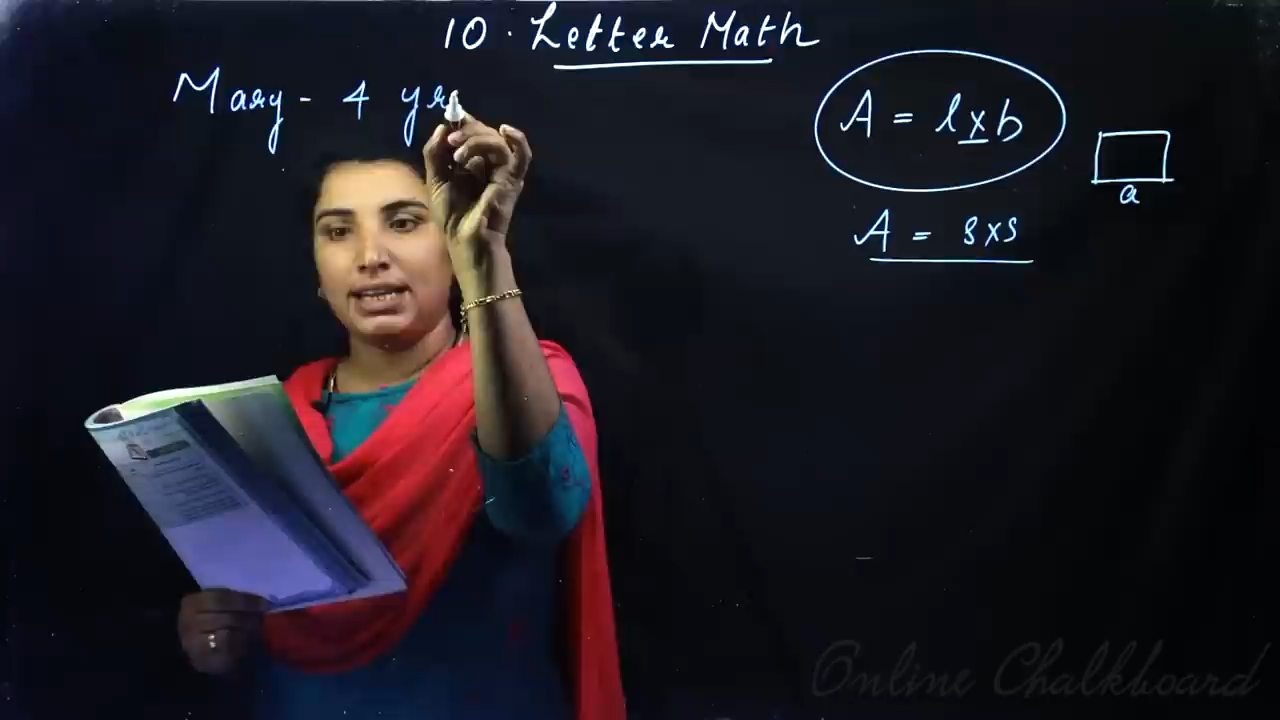 10. Letter Math
Mary - 4 yr
A = l x b
a
A = s x s
Online Chalkboard